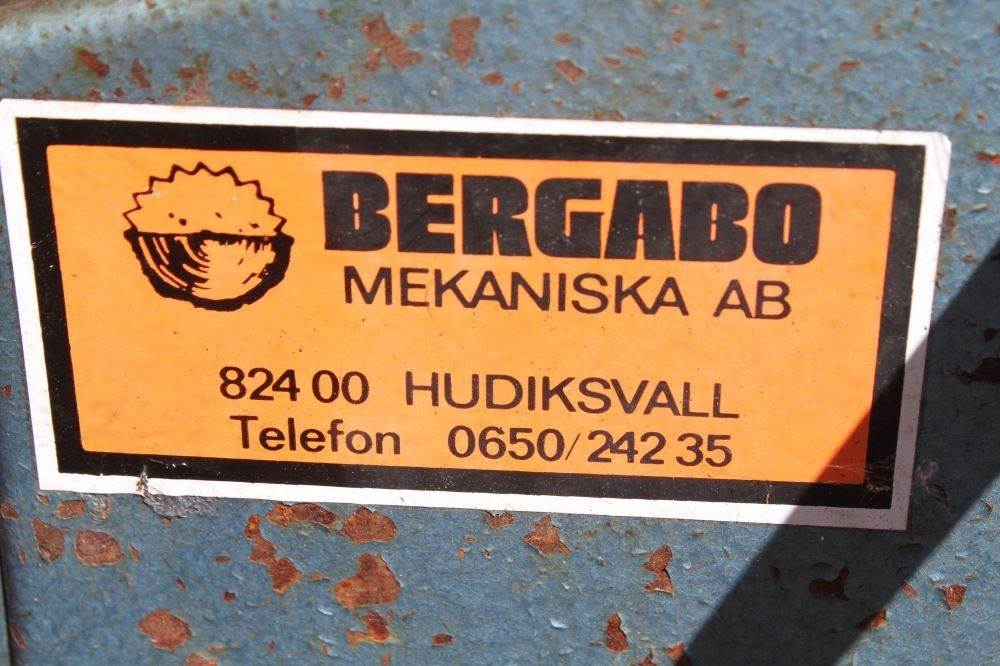 BERGABO
MEKANISKA AB
824 00 HUDIKSVALL
Telefon 0650/242 35